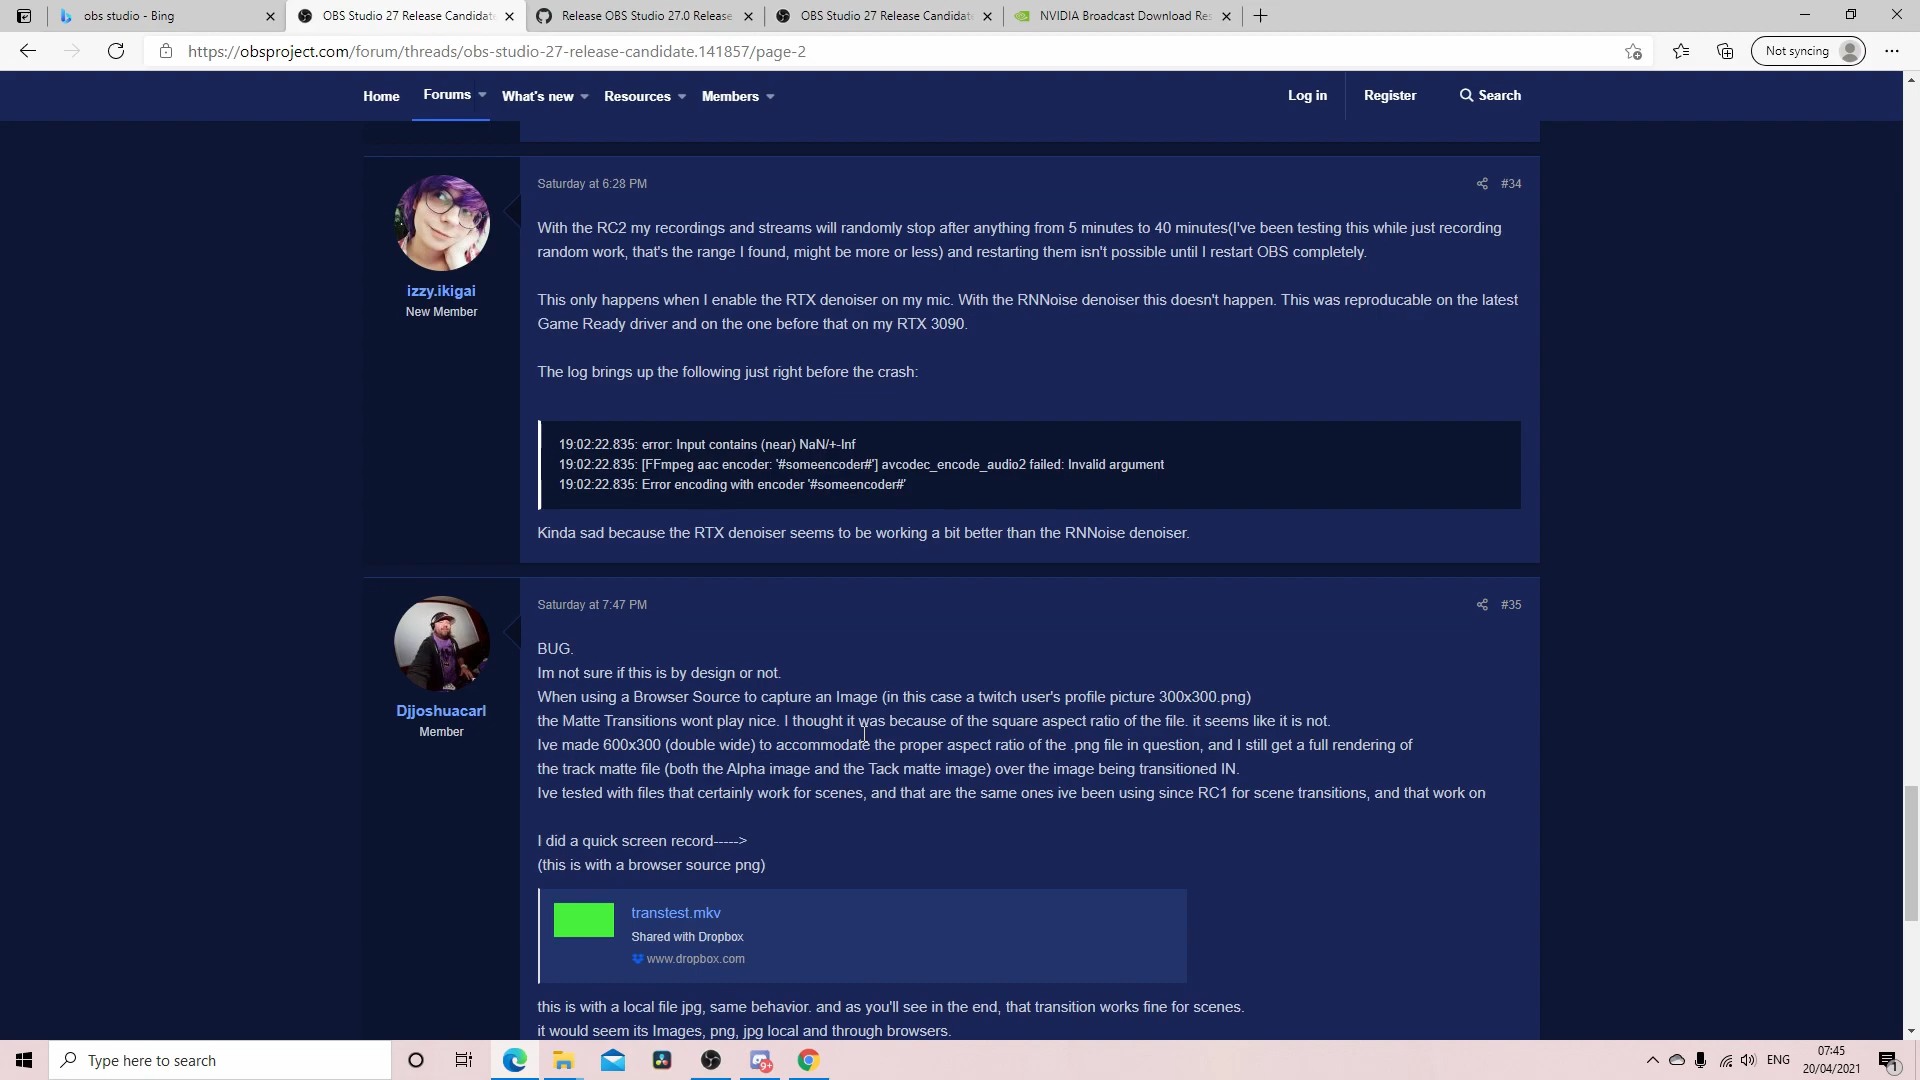 obs studio - Bing
OBS Studio 27 Release Candidate
Release OBS Studio 27.0 Release
OBS Studio 27 Release Candidate
NVIDIA Broadcast Download Res
https://obsproject.com/forum/threads/obs-studio-27-release-candidate.141857/page-2
Not syncing
Home
Forums
What's new
Resources
Members
Log in
Register
Search
Saturday at 6:28 PM
#34
izzy.ikigai
New Member
With the RC2 my recordings and streams will randomly stop after anything from 5 minutes to 40 minutes(I've been testing this while just recording
random work, that's the range I found, might be more or less) and restarting them isn't possible until I restart OBS completely.
This only happens when I enable the RTX denoiser on my mic. With the RNNoise denoiser this doesn't happen. This was reproducable on the latest
Game Ready driver and on the one before that on my RTX 3090.
The log brings up the following just right before the crash:
19:02:22.835: error: Input contains (near) NaN/+-Inf
19:02:22.835: [FFmpeg aac encoder: '#someencoder#'] avcodec_encode_audio2 failed: Invalid argument
19:02:22.835: Error encoding with encoder '#someencoder#'
Kinda sad because the RTX denoiser seems to be working a bit better than the RNNoise denoiser.
Saturday at 7:47 PM
#35
Djjoshuacarl
Member
BUG.
Im not sure if this is by design or not.
When using a Browser Source to capture an Image (in this case a twitch user's profile picture 300x300.png)
the Matte Transitions wont play nice. I thought it was because of the square aspect ratio of the file. it seems like it is not.
Ive made 600x300 (double wide) to accommodate the proper aspect ratio of the .png file in question, and I still get a full rendering of
the track matte file (both the Alpha image and the Tack matte image) over the image being transitioned IN.
Ive tested with files that certainly work for scenes, and that are the same ones ive been using since RC1 for scene transitions, and that work on
I did a quick screen record----->
(this is with a browser source png)
transtest.mkv
Shared with Dropbox
www.dropbox.com
this is with a local file jpg, same behavior. and as you'll see in the end, that transition works fine for scenes.
it would seem its Images, png, jpg local and through browsers.
Type here to search
9+
ENG
07:45
20/04/2021
1